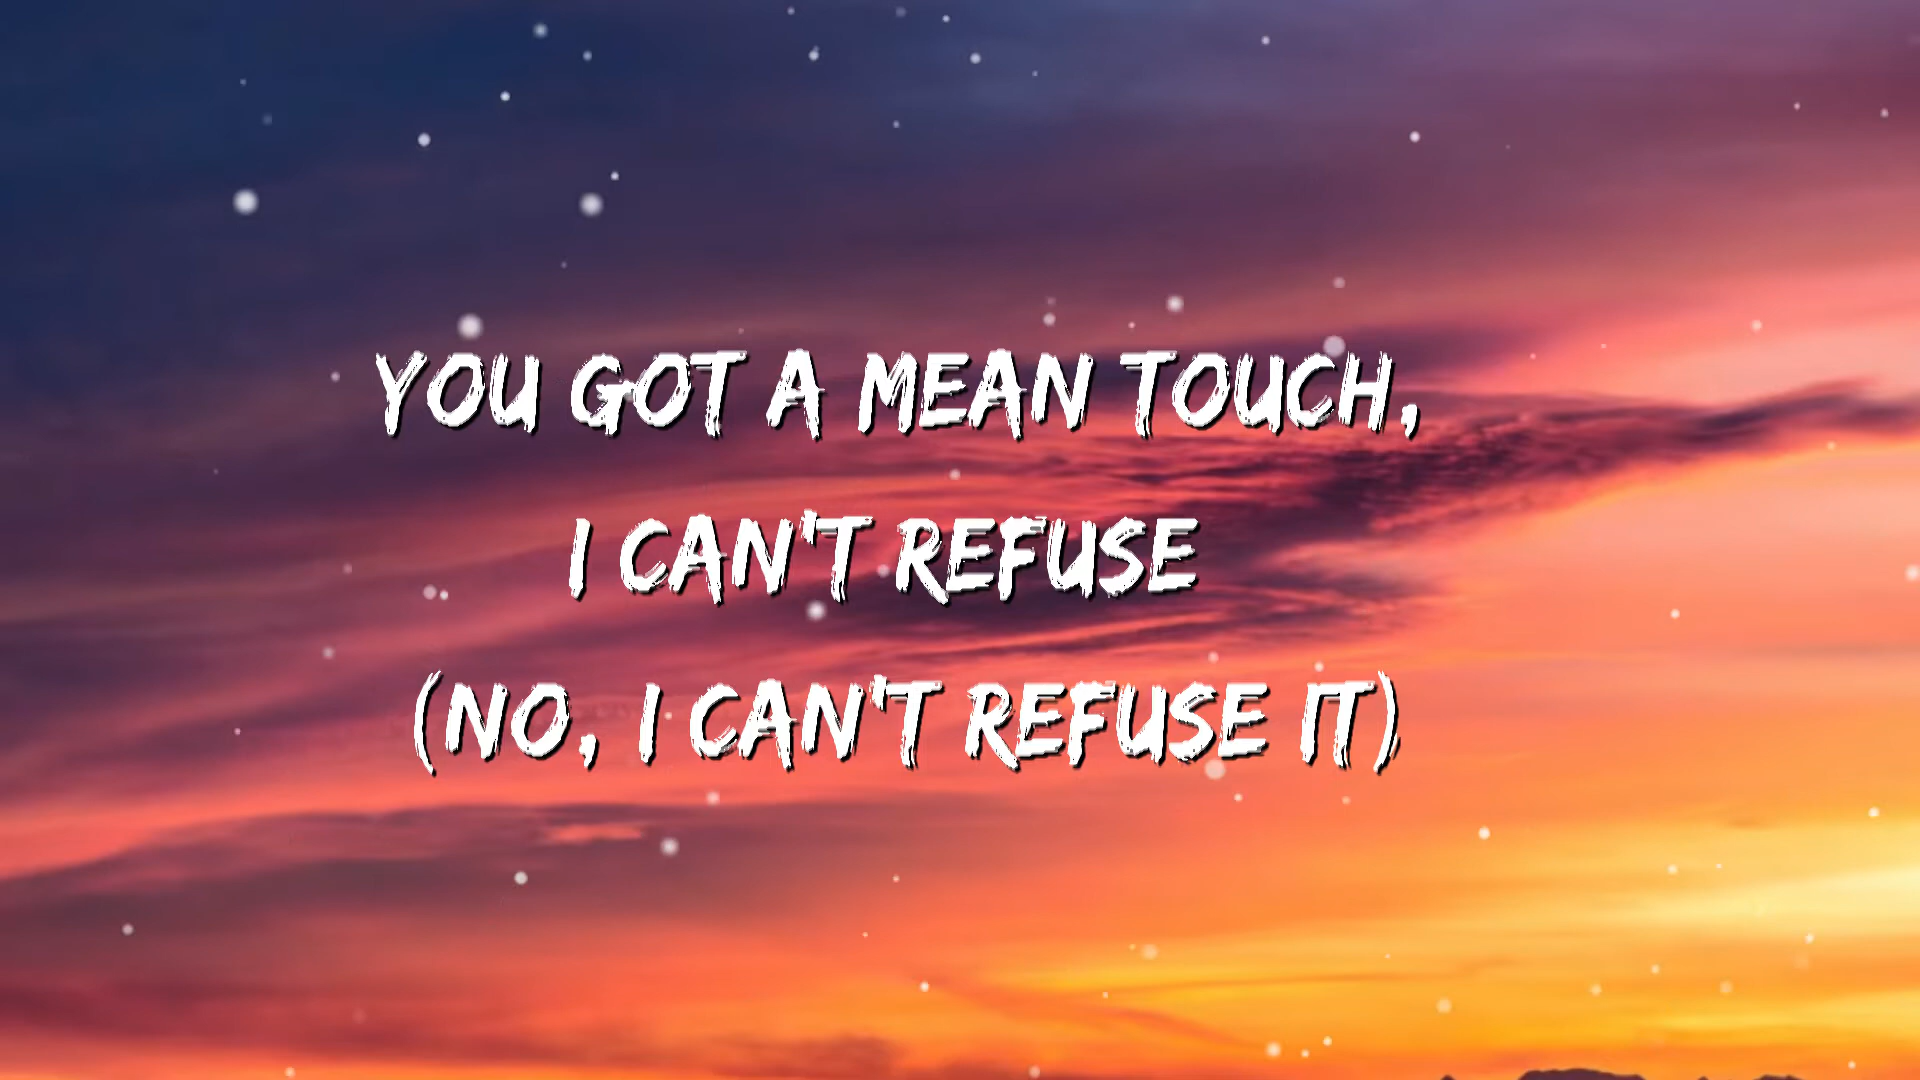 YOU GOT A MEAN TOUCH,
I CAN'T REFUSE
(NO, I CAN'T REFUSE IT)